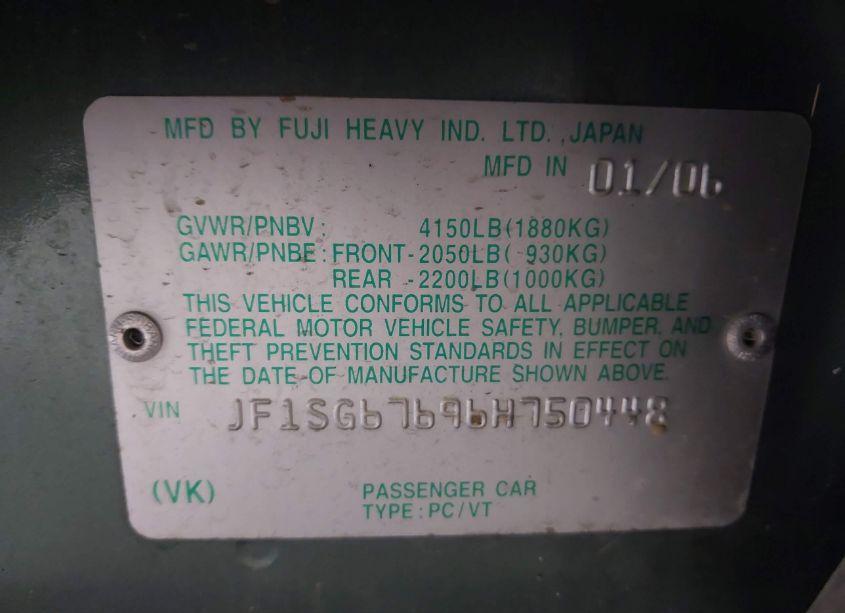 MFD BY FUJI HEAVY IND. LTD., JAPAN
MFD IN 01/06
GVWR/PNBV: 4150LB(1880KG)
GAWR/PNBE: FRONT-2050LB( 930KG)
REAR -2200LB(1000KG)
THIS VEHICLE CONFORMS TO ALL APPLICABLE
FEDERAL MOTOR VEHICLE SAFETY, BUMPER, AND
THEFT PREVENTION STANDARDS IN EFFECT ON
THE DATE OF MANUFACTURE SHOWN ABOVE.
VIN JF1SG67696H750448
(VK) PASSENGER CAR
TYPE: PC/VT